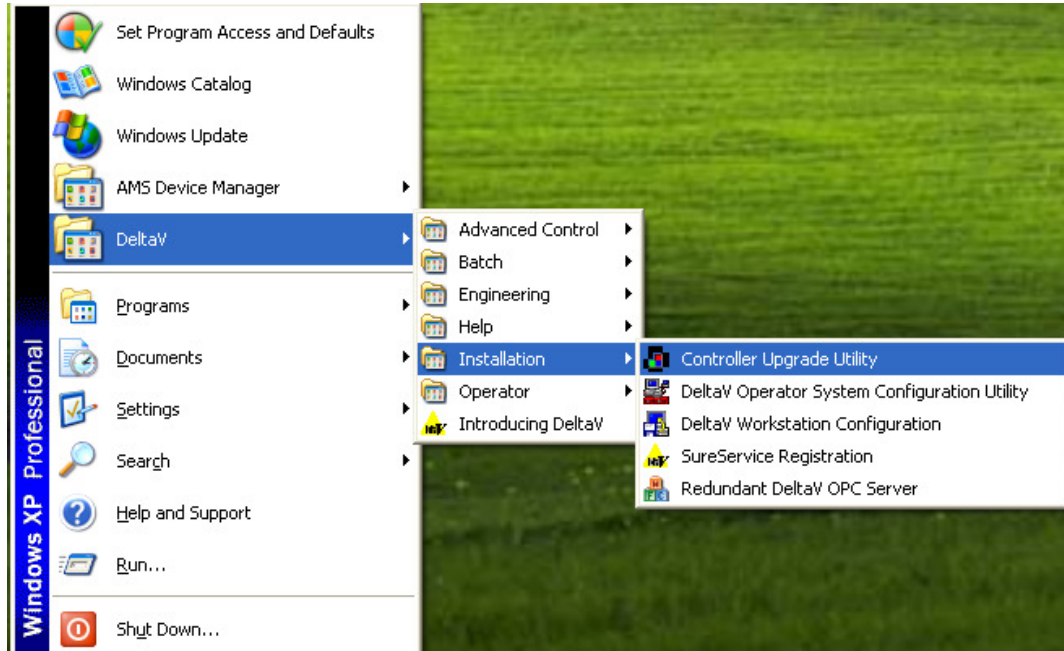 Windows XP Professional
Set Program Access and Defaults
Windows Catalog
Windows Update
AMS Device Manager
DeltaV
Programs
Documents
Settings
Search
Help and Support
Run...
Shut Down...
Advanced Control
Batch
Engineering
Help
Installation
Operator
Introducing DeltaV
Controller Upgrade Utility
DeltaV Operator System Configuration Utility
DeltaV Workstation Configuration
SureService Registration
Redundant DeltaV OPC Server